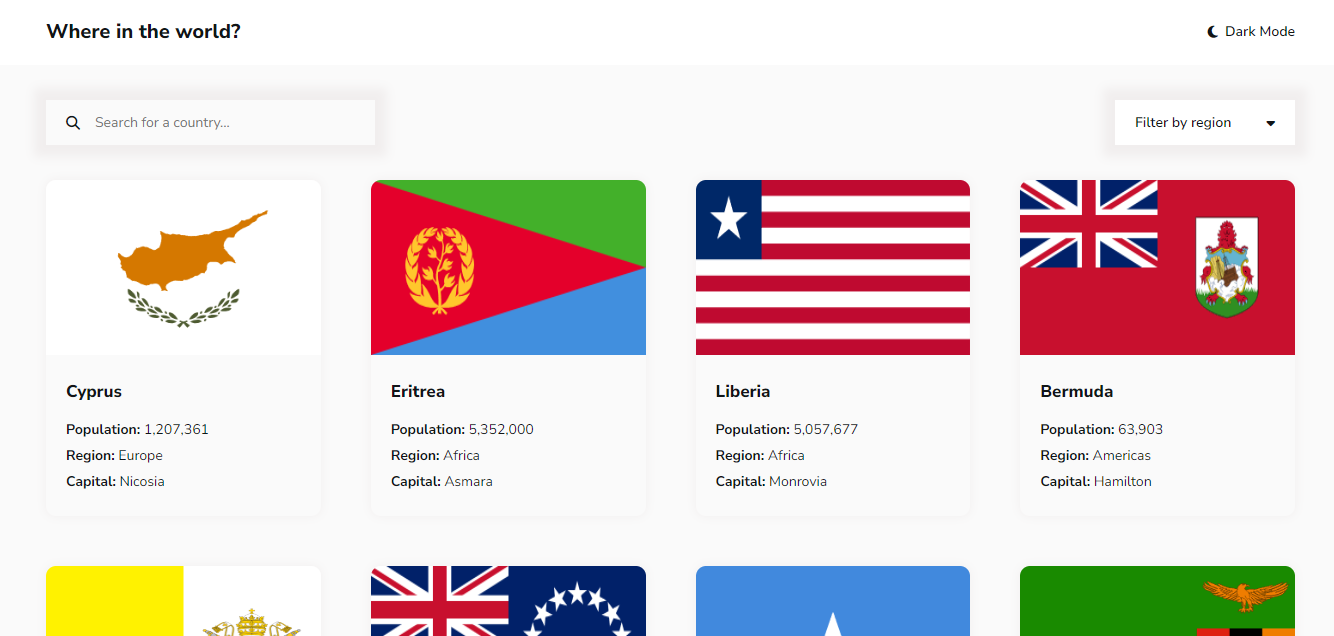 Where in the world?
Dark Mode
Search for a country...
Filter by region
Cyprus
Population: 1,207,361
Region: Europe
Capital: Nicosia
Eritrea
Population: 5,352,000
Region: Africa
Capital: Asmara
Liberia
Population: 5,057,677
Region: Africa
Capital: Monrovia
Bermuda
Population: 63,903
Region: Americas
Capital: Hamilton